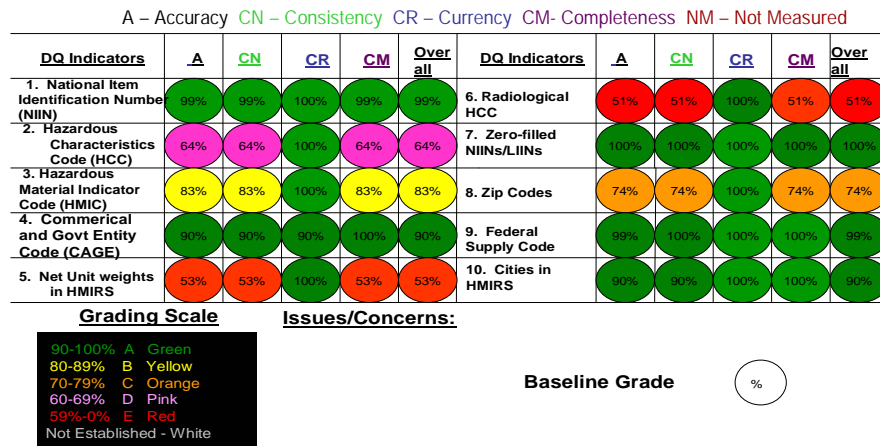 A – Accuracy CN – Consistency CR – Currency CM- Completeness NM – Not Measured
DQ Indicators A CN CR CM Over all DQ Indicators A CN CR CM Over all
1. National Item Identification Number (NIIN) 99% 99% 100% 99% 99%
6. Radiological HCC 51% 51% 100% 51% 51%
2. Hazardous Characteristics Code (HCC) 64% 64% 100% 64% 64%
7. Zero-filled NIINs/LIINs 100% 100% 100% 100% 100%
3. Hazardous Material Indicator Code (HMIC) 83% 83% 100% 83% 83%
8. Zip Codes 74% 74% 100% 74% 74%
4. Commerical and Govt Entity Code (CAGE) 90% 90% 90% 100% 90%
9. Federal Supply Code 99% 100% 100% 100% 99%
5. Net Unit weights in HMIRS 53% 53% 100% 53% 53%
10. Cities in HMIRS 90% 90% 100% 100% 90%
Grading Scale
Issues/Concerns:
90-100% A Green
80-89% B Yellow
70-79% C Orange
60-69% D Pink
59%-0% E Red
Not Established - White
Baseline Grade %